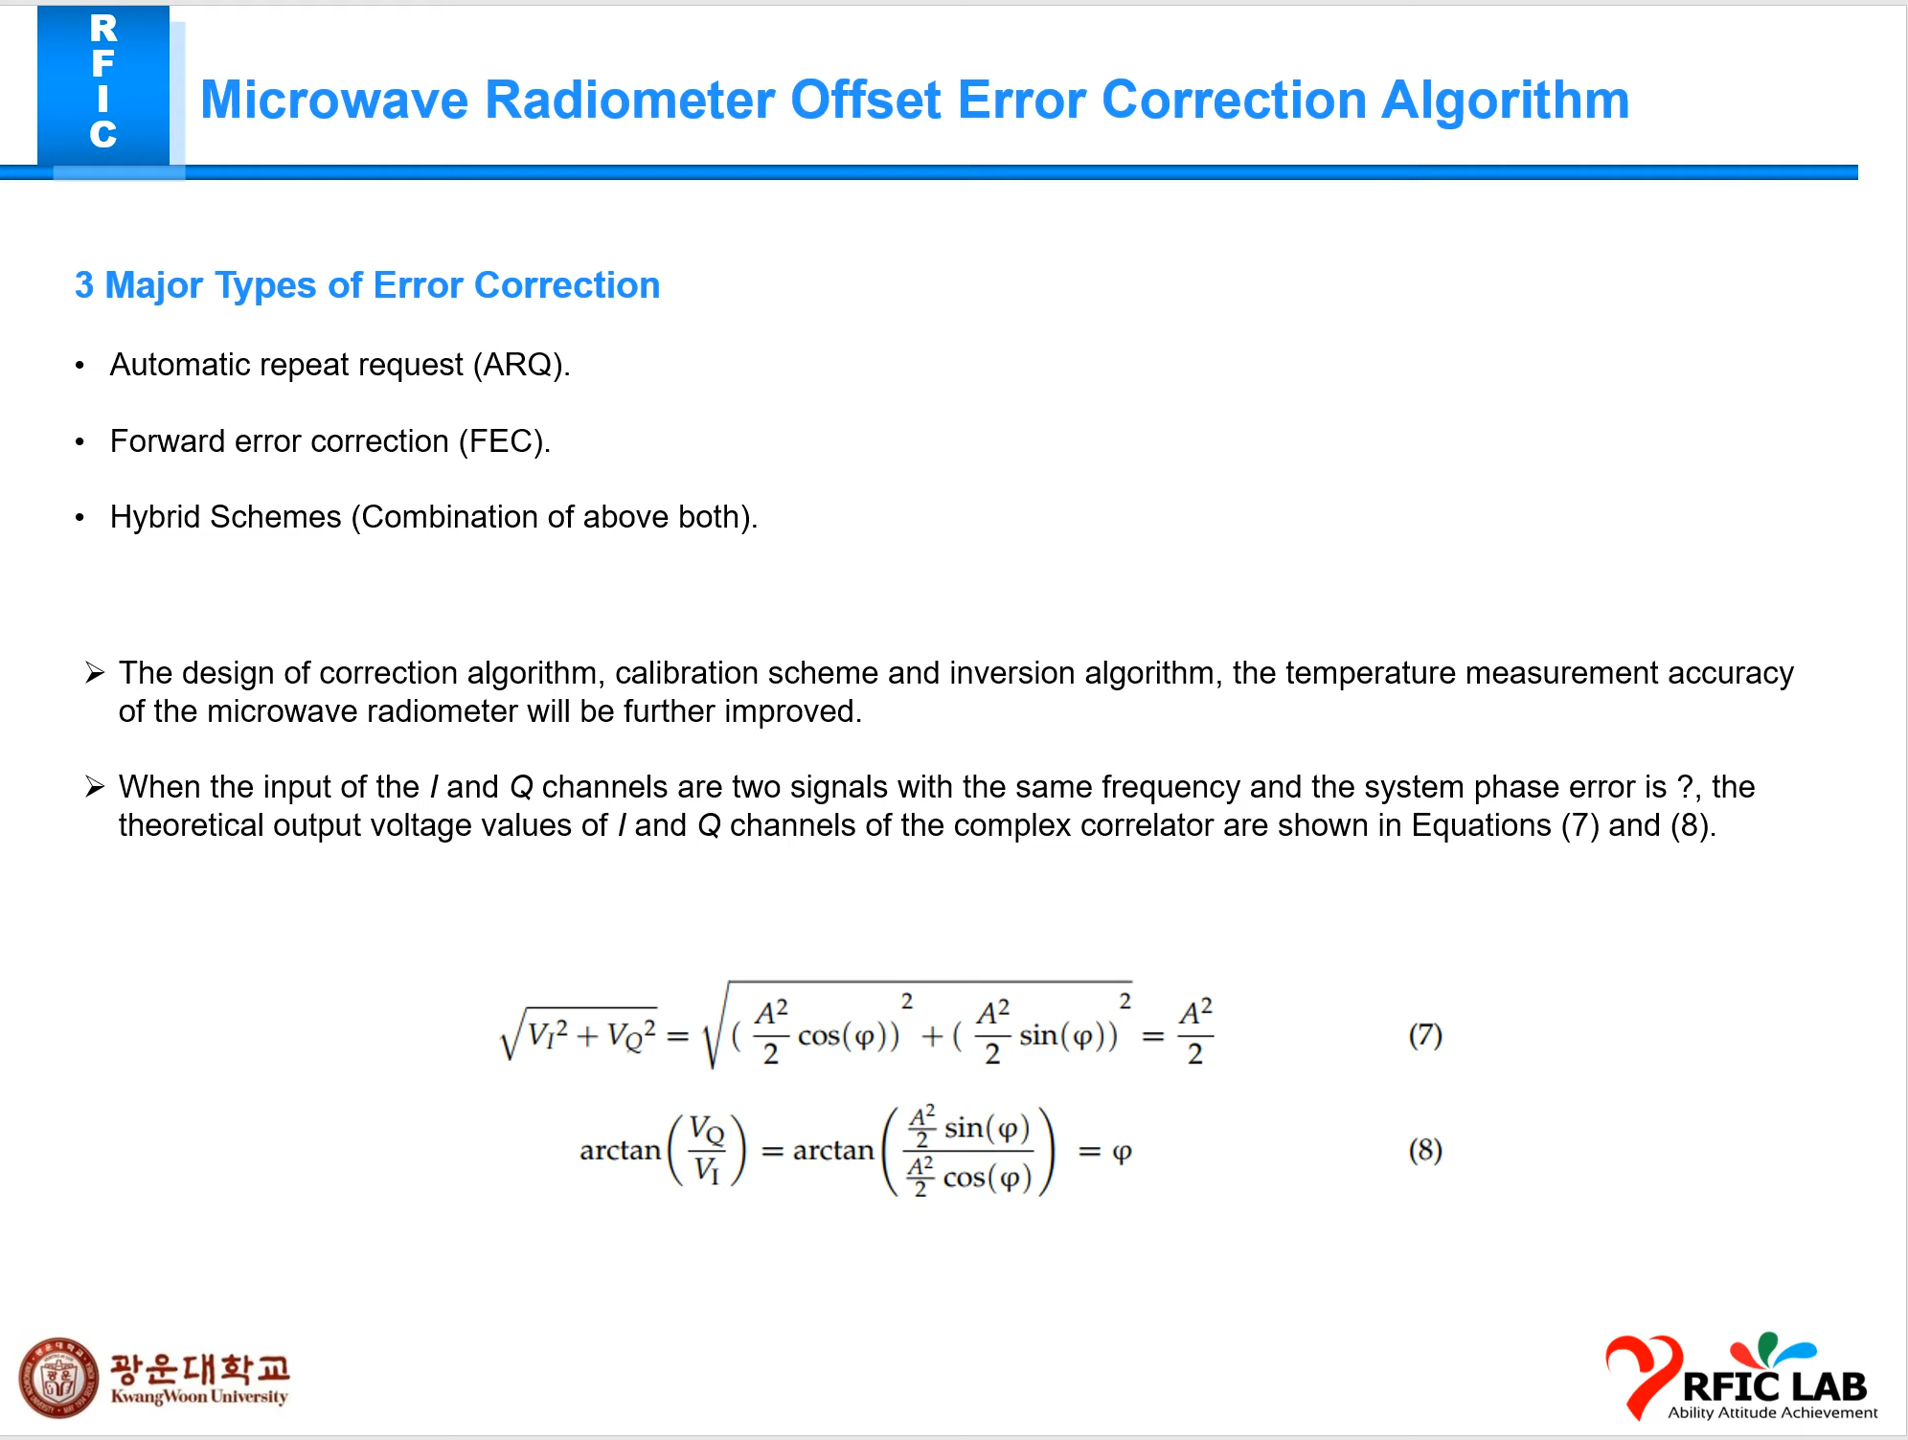 R
F
I
C
Microwave Radiometer Offset Error Correction Algorithm
3 Major Types of Error Correction
• Automatic repeat request (ARQ).
• Forward error correction (FEC).
• Hybrid Schemes (Combination of above both).
➢ The design of correction algorithm, calibration scheme and inversion algorithm, the temperature measurement accuracy
of the microwave radiometer will be further improved.
➢ When the input of the I and Q channels are two signals with the same frequency and the system phase error is ?, the
theoretical output voltage values of I and Q channels of the complex correlator are shown in Equations (7) and (8).
√(V_I² + V_Q²) = √((A²/2 cos(φ))² + (A²/2 sin(φ))²) = A²/2 (7)
arctan(V_Q/V_I) = arctan((A²/2 sin(φ))/(A²/2 cos(φ))) = φ (8)
광운대학교
KwangWoon University
RFIC LAB
Ability Attitude Achievement